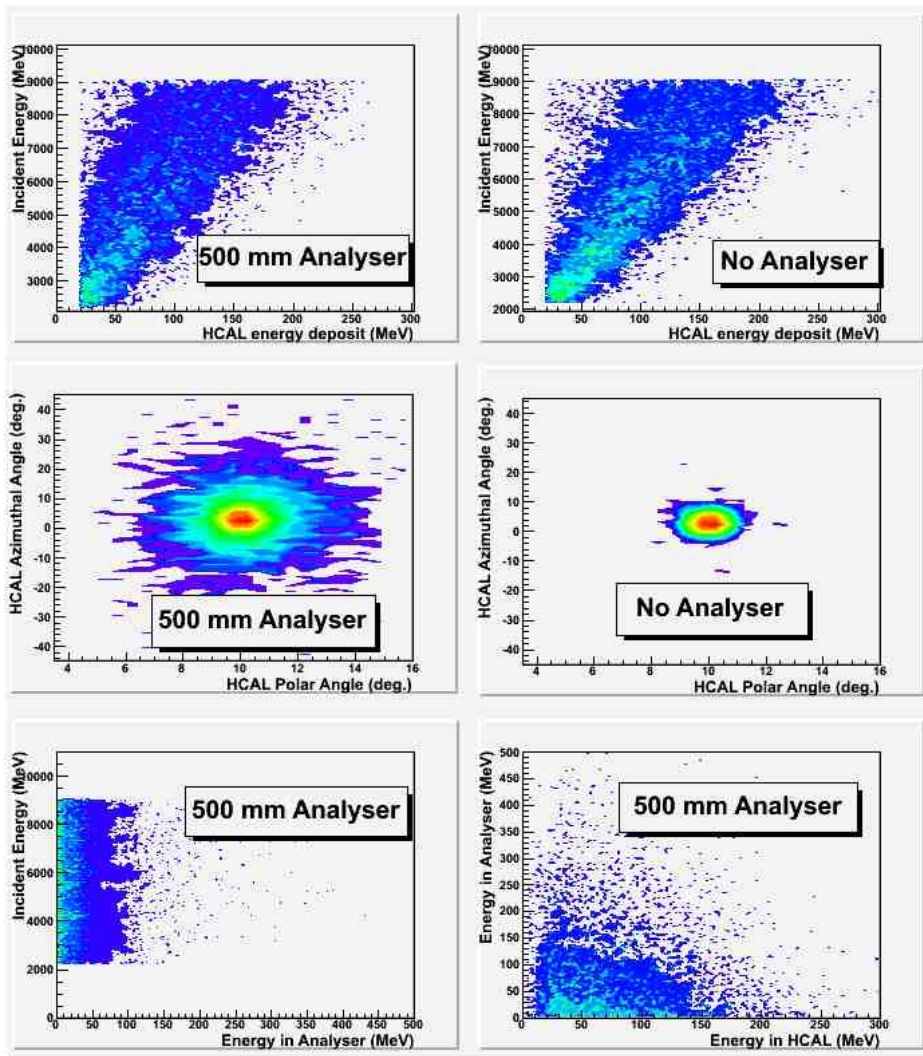 10000
9000
8000
7000
6000
5000
4000
3000
Incident Energy (MeV)
500 mm Analyser
0 50 100 150 200 250 300
HCAL energy deposit (MeV)
10000
9000
8000
7000
6000
5000
4000
3000
2000
Incident Energy (MeV)
No Analyser
0 50 100 150 200 250 300
HCAL energy deposit (MeV)
40
30
20
10
0
-10
-20
-30
-40
HCAL Azimuthal Angle (deg.)
500 mm Analyser
4 6 8 10 12 14 16
HCAL Polar Angle (deg.)
40
30
20
10
0
-10
-20
-30
-40
HCAL Azimuthal Angle (deg.)
No Analyser
4 6 8 10 12 14 16
HCAL Polar Angle (deg.)
10000
8000
6000
4000
2000
0
Incident Energy (MeV)
500 mm Analyser
0 50 100 150 200 250 300 350 400 450 500
Energy in Analyser (MeV)
500
450
400
350
300
250
200
150
100
50
0
Energy in Analyser (MeV)
500 mm Analyser
0 50 100 150 200 250 300
Energy in HCAL (MeV)